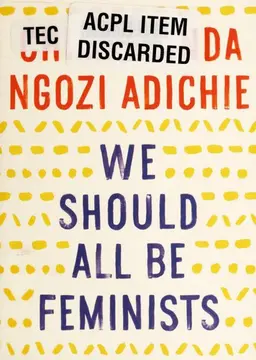 TEC
ACPL ITEM
DISCARDED
DA
NGOZI ADICHIE
WE
SHOULD
ALL BE
FEMINISTS